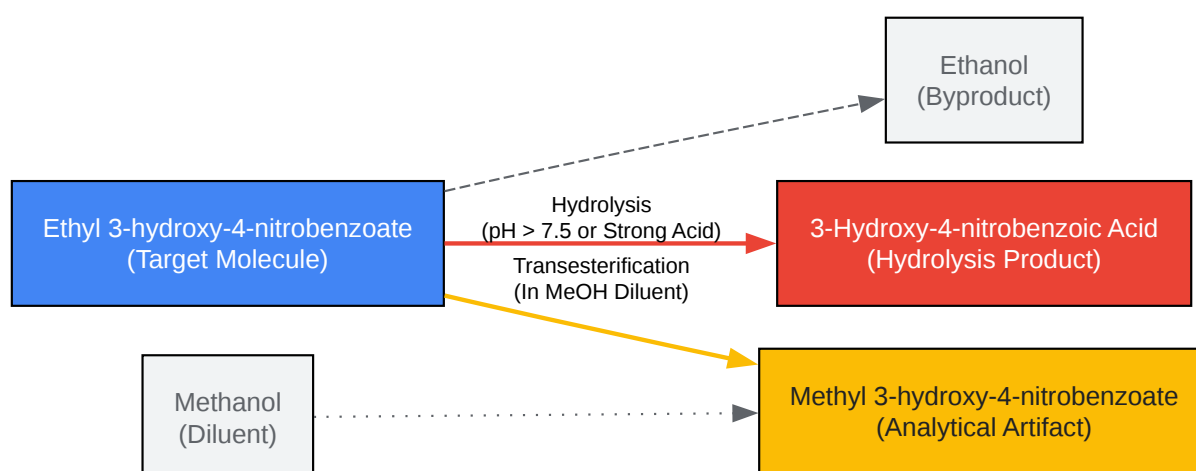 Ethanol
(Byproduct)
Ethyl 3-hydroxy-4-nitrobenzoate
(Target Molecule)
Hydrolysis
(pH > 7.5 or Strong Acid)
3-Hydroxy-4-nitrobenzoic Acid
(Hydrolysis Product)
Transesterification
(In MeOH Diluent)
Methanol
(Diluent)
Methyl 3-hydroxy-4-nitrobenzoate
(Analytical Artifact)